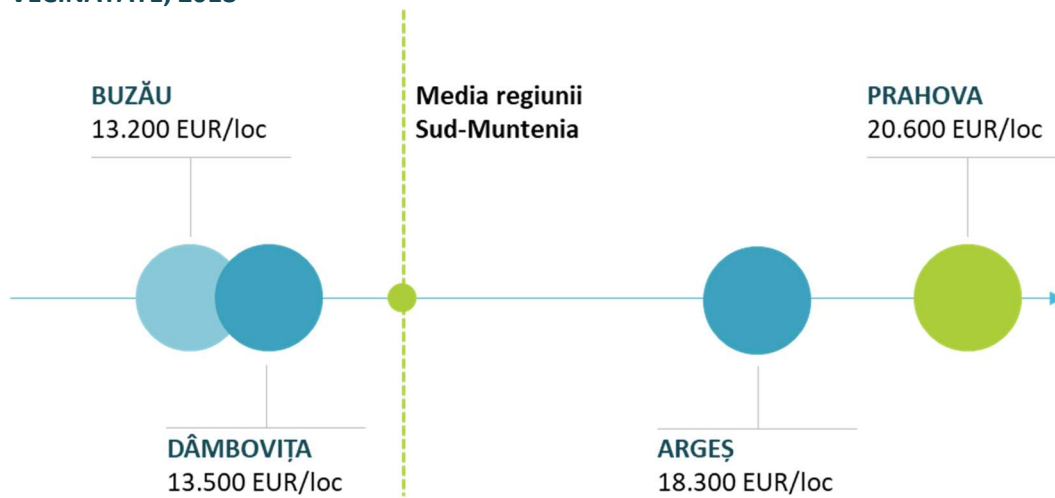 VECINĂTATE,
BUZĂU
13.200 EUR/loc
Media regiunii
Sud-Muntenia
PRAHOVA
20.600 EUR/loc
DÂMBOVIȚA
13.500 EUR/loc
ARGEȘ
18.300 EUR/loc